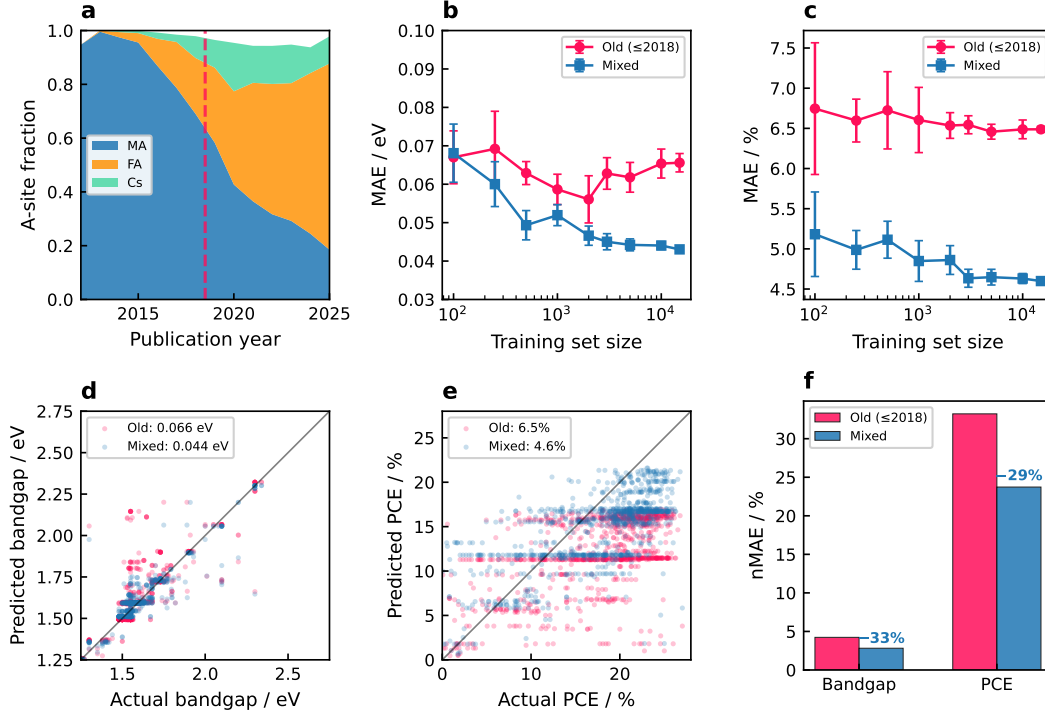 a
A-site fraction
1.0
0.8
0.6
0.4
0.2
0.0
MA
FA
Cs
2015
2020
2025
Publication year
b
MAE / eV
0.10
0.09
0.08
0.07
0.06
0.05
0.04
0.03
Old (≤2018)
Mixed
10²
10³
10⁴
Training set size
c
MAE / %
7.5
7.0
6.5
6.0
5.5
5.0
4.5
Old (≤2018)
Mixed
10²
10³
10⁴
Training set size
d
Predicted bandgap / eV
2.75
2.50
2.25
2.00
1.75
1.50
1.25
Old: 0.066 eV
Mixed: 0.044 eV
1.5
2.0
2.5
Actual bandgap / eV
e
Predicted PCE / %
25
20
15
10
5
0
Old: 6.5%
Mixed: 4.6%
0
10
20
Actual PCE / %
f
nMAE / %
30
25
20
15
10
5
0
Old (≤2018)
Mixed
−33%
−29%
Bandgap
PCE